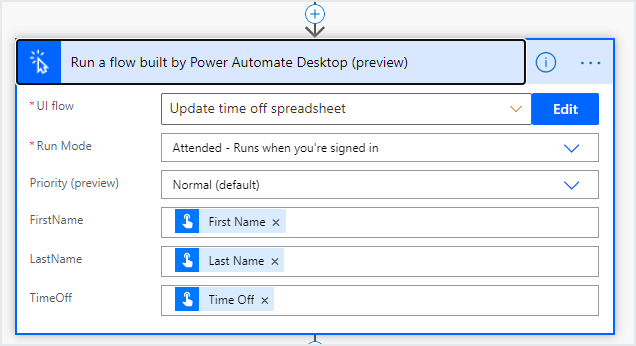 Run a flow built by Power Automate Desktop (preview)
* UI flow Update time off spreadsheet Edit
* Run Mode Attended - Runs when you're signed in
Priority (preview) Normal (default)
FirstName First Name ×
LastName Last Name ×
TimeOff Time Off ×